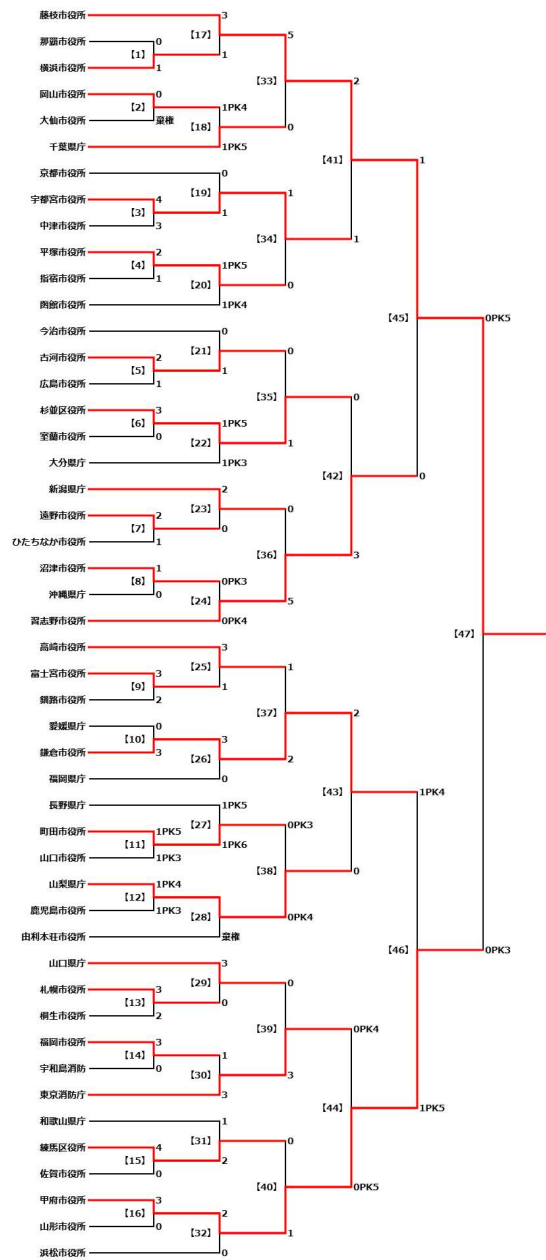 藤枝市役所 3
【17】 5
那覇市役所 0
【1】 1
横浜市役所 1
【33】 2
岡山市役所 0
【2】 1PK4
大仙市役所 棄権
【18】 0
千葉県庁 1PK5
【41】 1
京都市役所 0
【19】 1
宇都宮市役所 4
【3】 1
中津市役所 3
【34】 1
平塚市役所 2
【4】 1PK5
指宿市役所 1
【20】 0
函館市役所 1PK4
【45】 0PK5
今治市役所 0
【21】 0
古河市役所 2
【5】 1
広島市役所 1
【35】 0
杉並区役所 3
【6】 1PK5
室蘭市役所 0
【22】 1
大分県庁 1PK3
【42】 0
新潟県庁 2
【23】 0
遠野市役所 2
【7】 0
ひたちなか市役所 1
【36】 3
沼津市役所 1
【8】 0PK3
沖縄県庁 0
【24】 5
習志野市役所 0PK4
【47】
高崎市役所 3
【25】 1
富士宮市役所 3
【9】 1
釧路市役所 2
【37】 2
愛媛県庁 0
【10】 3
鎌倉市役所 3
【26】 2
福岡県庁 0
【43】 1PK4
長野県庁 1PK5
【27】 0PK3
町田市役所 1PK5
【11】 1PK6
山口市役所 1PK3
【38】 0
山梨県庁 1PK4
【12】
鹿児島市役所 1PK3
【28】 0PK4
由利本荘市役所 棄権
【46】 0PK3
山口県庁 3
【29】 0
札幌市役所 3
【13】 0
桐生市役所 2
【39】 0PK4
福岡市役所 3
【14】 1
宇和島消防 0
【30】 3
東京消防庁 3
【44】 1PK5
和歌山県庁 1
【31】 0
練馬区役所 4
【15】 2
佐賀市役所 0
【40】 0PK5
甲府市役所 3
【16】 2
山形市役所 0
【32】 1
浜松市役所 0